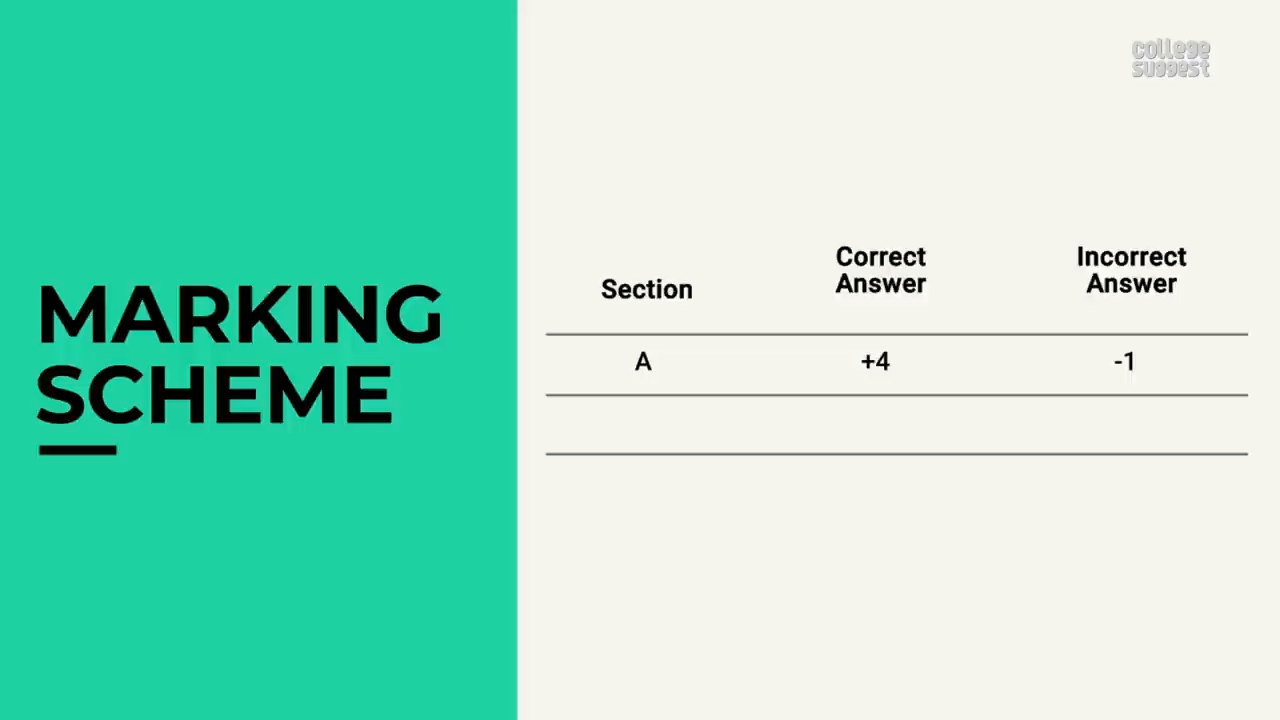 college
suggest
MARKING
SCHEME
Section Correct Answer Incorrect Answer
A +4 -1